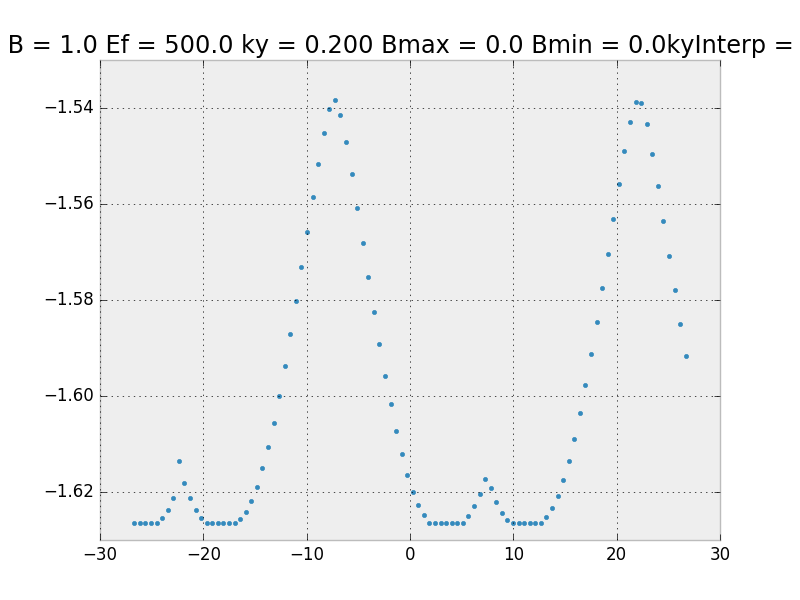 B = 1.0 Ef = 500.0 ky = 0.200 Bmax = 0.0 Bmin = 0.0kyInterp =
−1.54
−1.56
−1.58
−1.60
−1.62
−30 −20 −10 0 10 20 30